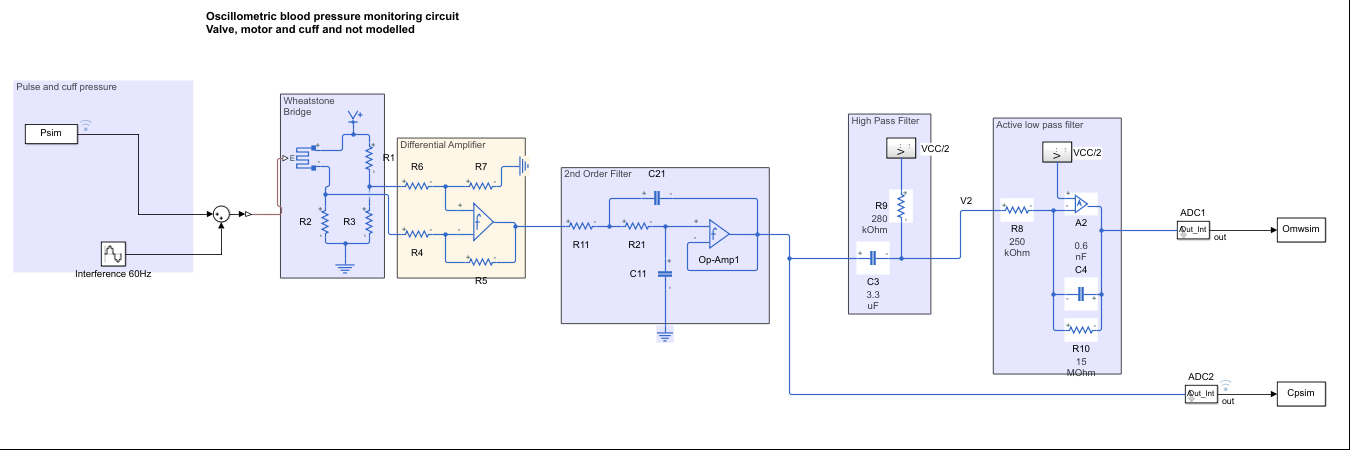 Oscillometric blood pressure monitoring circuit
Valve, motor and cuff and not modelled
Pulse and cuff pressure
Psim
Interference 60Hz
Wheatstone
Bridge
V+
E
R1
R2
R3
Differential Amplifier
R6
R7
R4
R5
2nd Order Filter
C21
R11
R21
C11
Op-Amp1
High Pass Filter
VCC/2
R9
280
kOhm
C3
3.3
uF
V2
Active low pass filter
VCC/2
R8
250
kOhm
A
A2
0.6
nF
C4
R10
15
MOhm
ADC1
Out_Int
out
Omwsim
ADC2
Out_Int
out
Cpsim